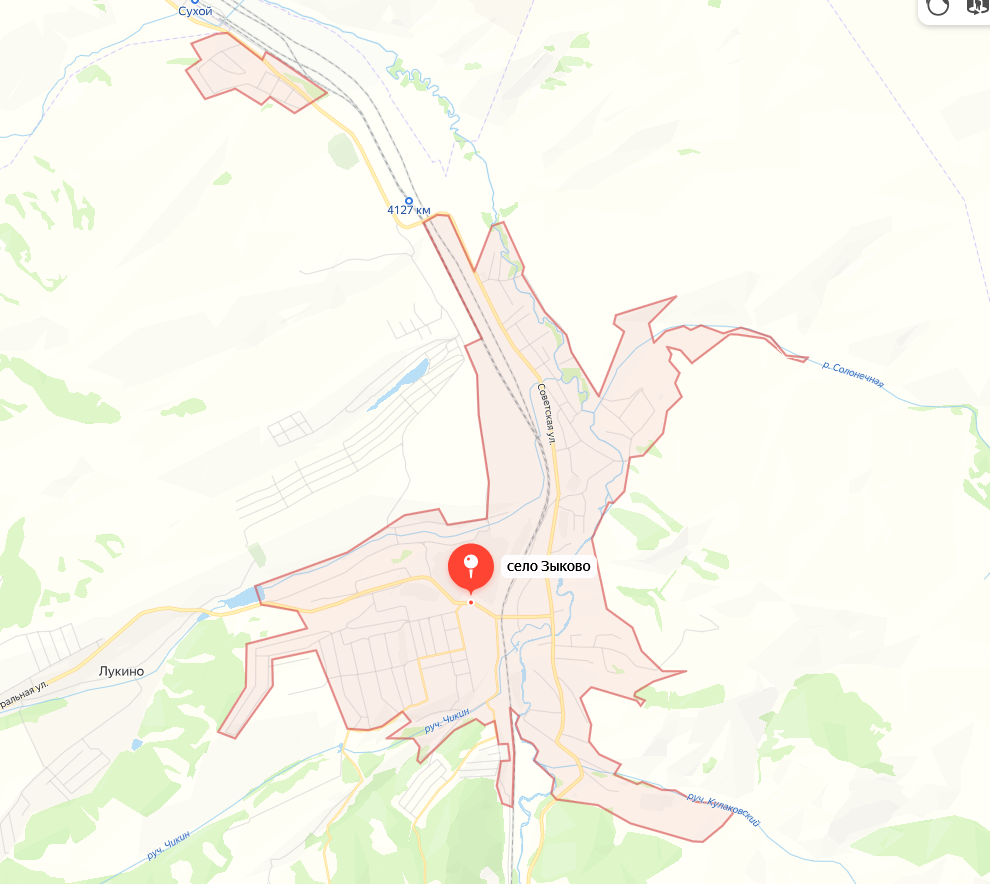 Сухой
4127 км
р. Солонечная
Советская ул.
село Зыково
Лукино
ральная ул.
руч. Чикин
руч. Кулаковский
руч. Чикин